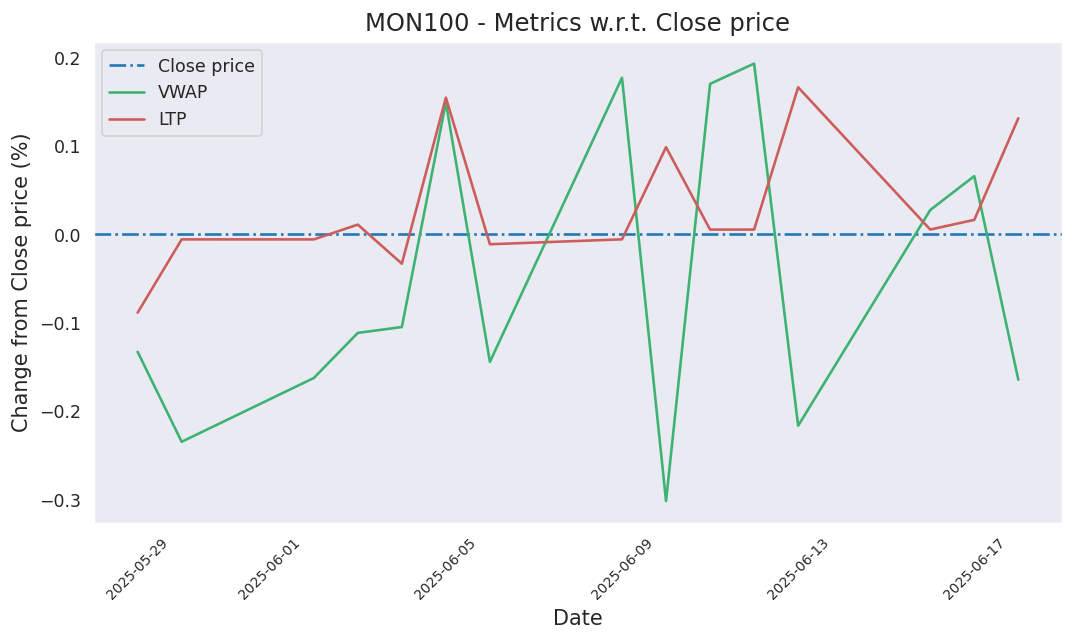 MON100 - Metrics w.r.t. Close price
Close price
VWAP
LTP
Change from Close price (%)
0.2
0.1
0.0
−0.1
−0.2
−0.3
2025-05-29
2025-06-01
2025-06-05
2025-06-09
2025-06-13
2025-06-17
Date